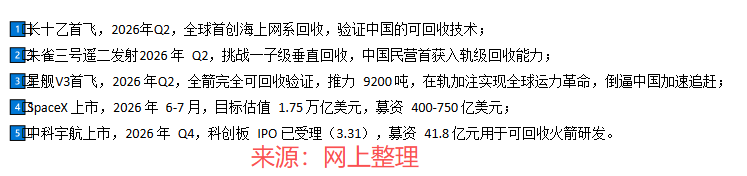 1 长十乙首飞，2026年Q2，全球首创海上网系回收，验证中国的可回收技术；
2 朱雀三号遥二发射2026 年 Q2，挑战一子级垂直回收，中国民营首获入轨级回收能力；
3 星舰V3首飞，2026年Q2，全箭完全可回收验证，推力 9200吨，在轨加注实现全球运力革命，倒逼中国加速追赶；
4 SpaceX 上市，2026 年 6-7月，目标估值 1.75万亿美元，募资 400-750 亿美元；
5 中科宇航上市，2026 年 Q4，科创板 IPO 已受理（3.31），募资 41.8亿元用于可回收火箭研发。
来源：网上整理